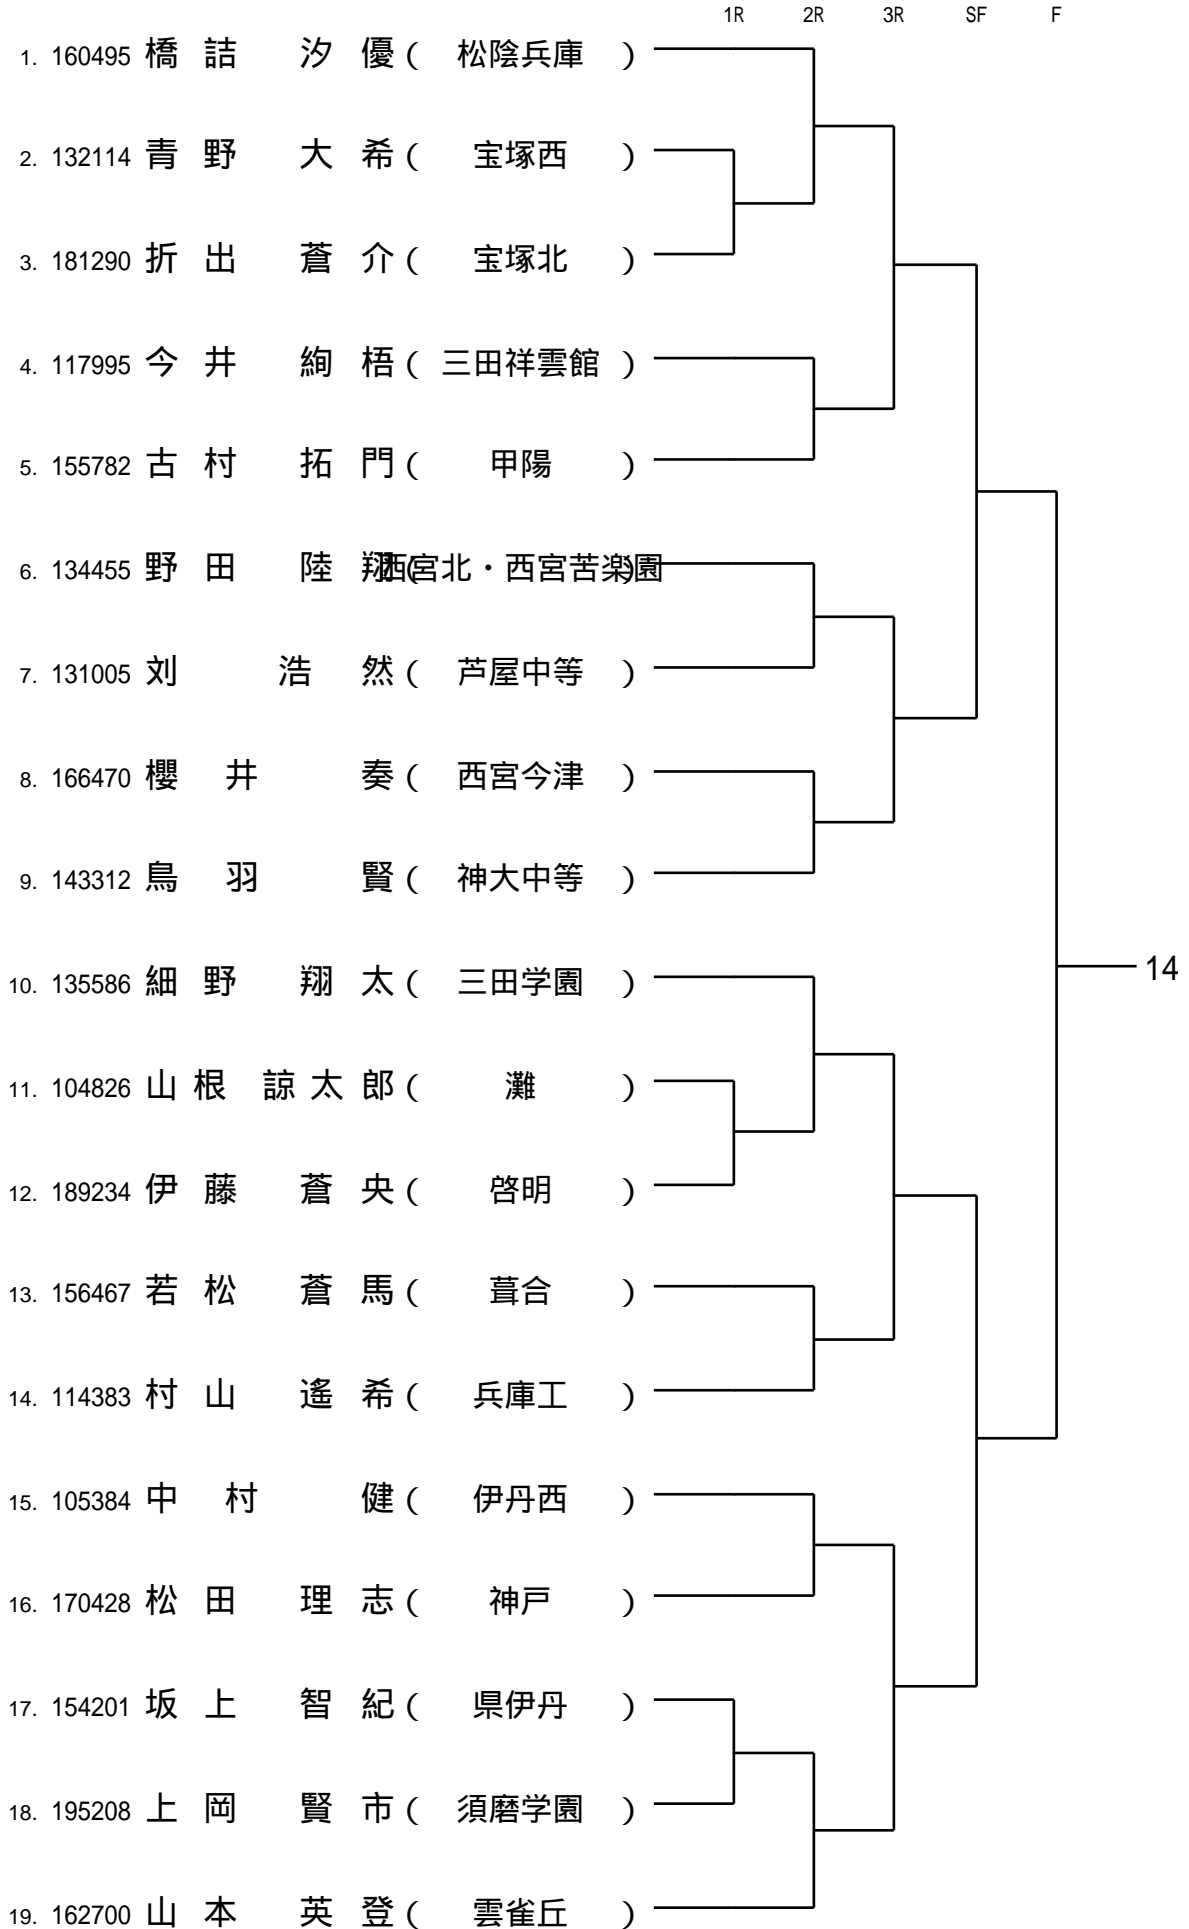 1R 2R 3R SF F
1. 160495 橋詰 汐優 ( 松陰兵庫 )
2. 132114 青野 大希 ( 宝塚西 )
3. 181290 折出 蒼介 ( 宝塚北 )
4. 117995 今井 絢梧 ( 三田祥雲館 )
5. 155782 古村 拓門 ( 甲陽 )
6. 134455 野田 陸翔 ( 西宮北・西宮苦楽園 )
7. 131005 刘 浩然 ( 芦屋中等 )
8. 166470 櫻井 奏 ( 西宮今津 )
9. 143312 鳥羽 賢 ( 神大中等 )
10. 135586 細野 翔太 ( 三田学園 )
14
11. 104826 山根 諒太郎 ( 灘 )
12. 189234 伊藤 蒼央 ( 啓明 )
13. 156467 若松 蒼馬 ( 葺合 )
14. 114383 村山 遙希 ( 兵庫工 )
15. 105384 中村 健 ( 伊丹西 )
16. 170428 松田 理志 ( 神戸 )
17. 154201 坂上 智紀 ( 県伊丹 )
18. 195208 上岡 賢市 ( 須磨学園 )
19. 162700 山本 英登 ( 雲雀丘 )